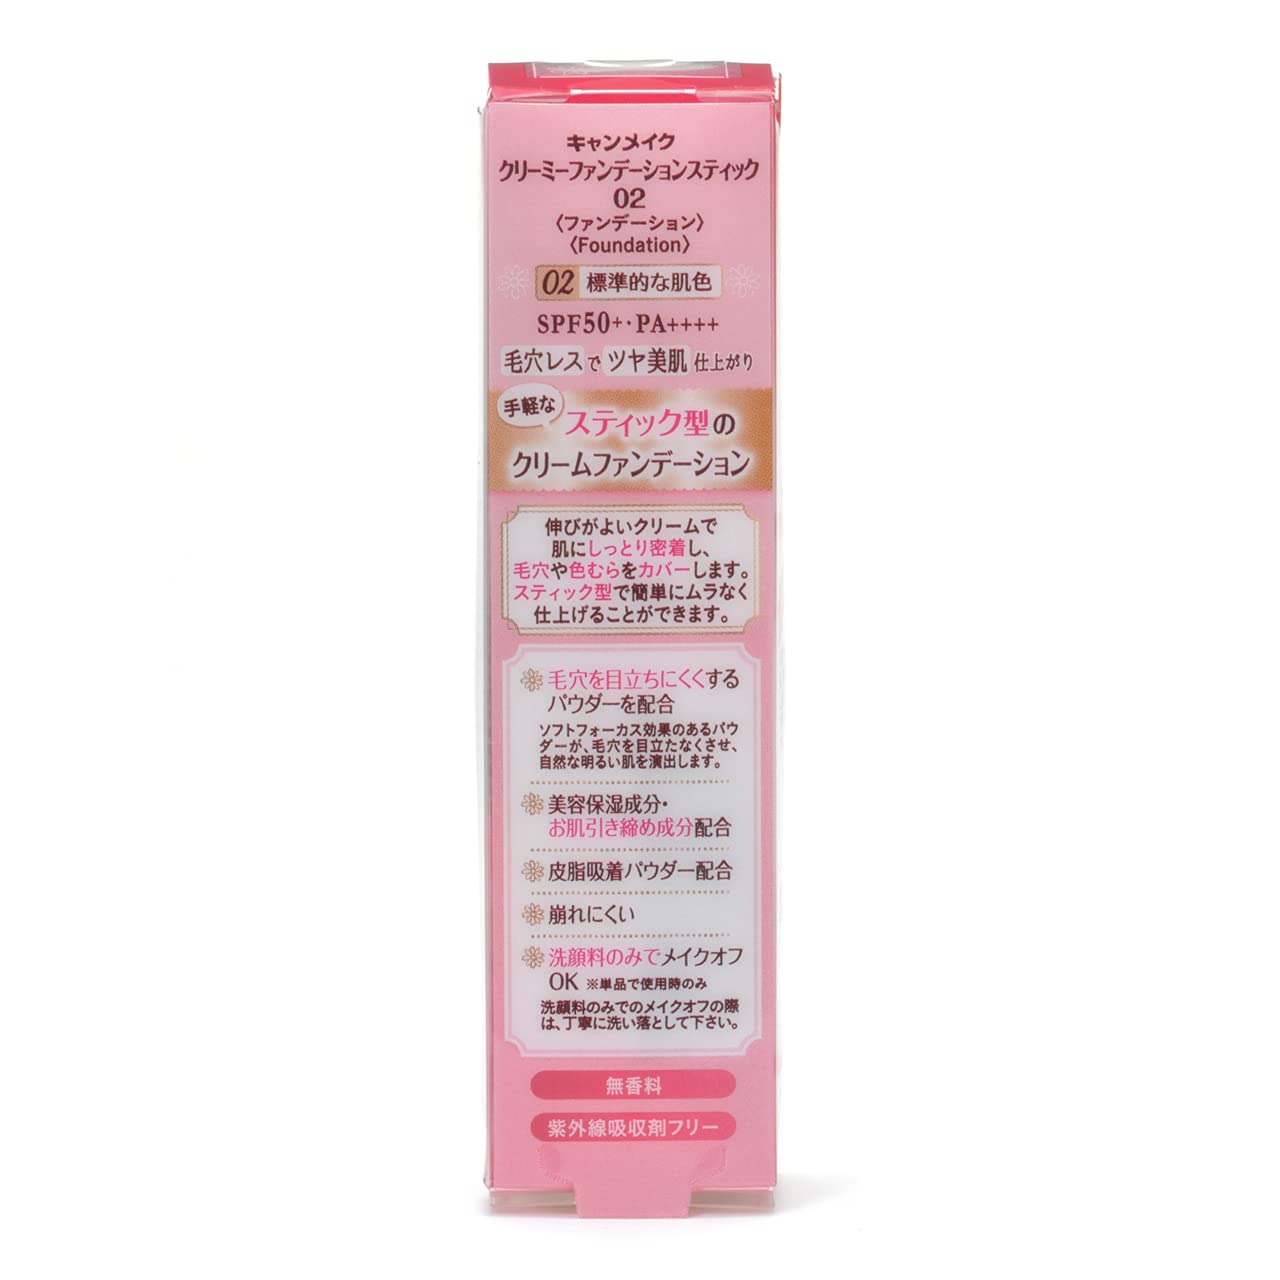 キャンメイク
クリーミーファンデーションスティック
02
〈ファンデーション〉
〈Foundation〉
02 標準的な肌色
SPF50+・PA++++
毛穴レスでツヤ美肌仕上がり
手軽な
スティック型の
クリームファンデーション
伸びがよいクリームで
肌にしっとり密着し、
毛穴や色むらをカバーします。
スティック型で簡単にムラなく
仕上げることができます。
毛穴を目立ちにくくする
パウダーを配合
ソフトフォーカス効果のあるパウ
ダーが、毛穴を目立たなくさせ、
自然な明るい肌を演出します。
美容保湿成分・
お肌引き締め成分配合
皮脂吸着パウダー配合
崩れにくい
洗顔料のみでメイクオフ
OK ※単品で使用時のみ
洗顔料のみでのメイクオフの際
は、丁寧に洗い落として下さい。
無香料
紫外線吸収剤フリー